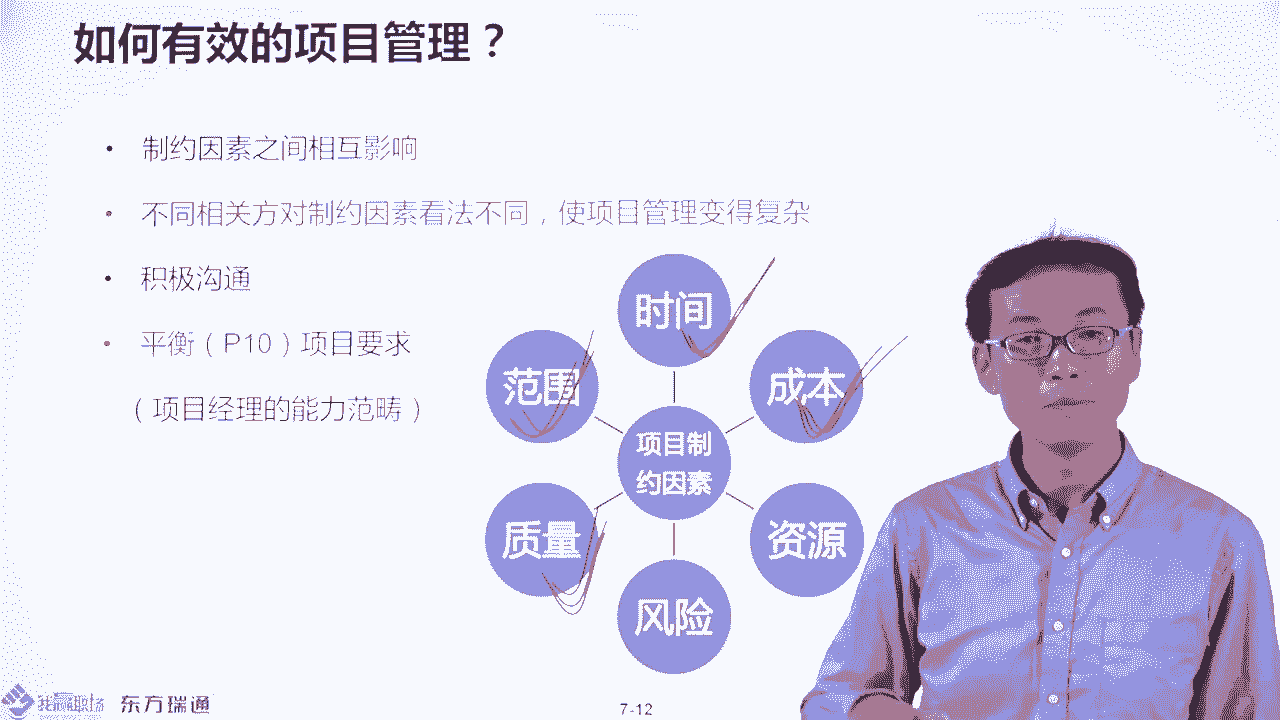 如何有效的项目管理？
• 制约因素之间相互影响
• 不同相关方对制约因素看法不同，使项目管理变得复杂
• 积极沟通
• 平衡（P10）项目要求
（项目经理的能力范畴）
时间
范围
成本
项目制
约因素
质量
资源
风险
东方瑞通
7-12